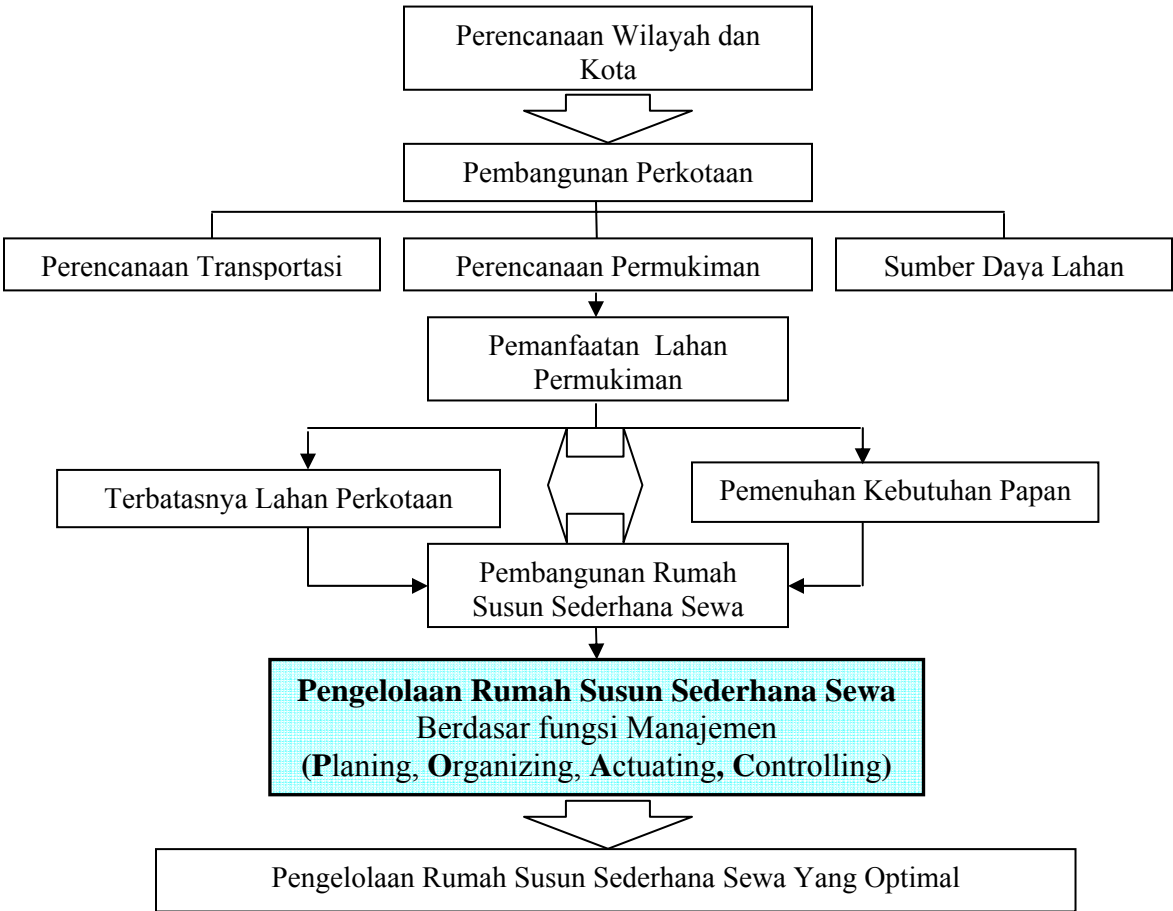 Perencanaan Wilayah dan
Kota
Pembangunan Perkotaan
Perencanaan Transportasi
Perencanaan Permukiman
Sumber Daya Lahan
Pemanfaatan Lahan
Permukiman
Terbatasnya Lahan Perkotaan
Pemenuhan Kebutuhan Papan
Pembangunan Rumah
Susun Sederhana Sewa
Pengelolaan Rumah Susun Sederhana Sewa
Berdasar fungsi Manajemen
(Planing, Organizing, Actuating, Controlling)
Pengelolaan Rumah Susun Sederhana Sewa Yang Optimal